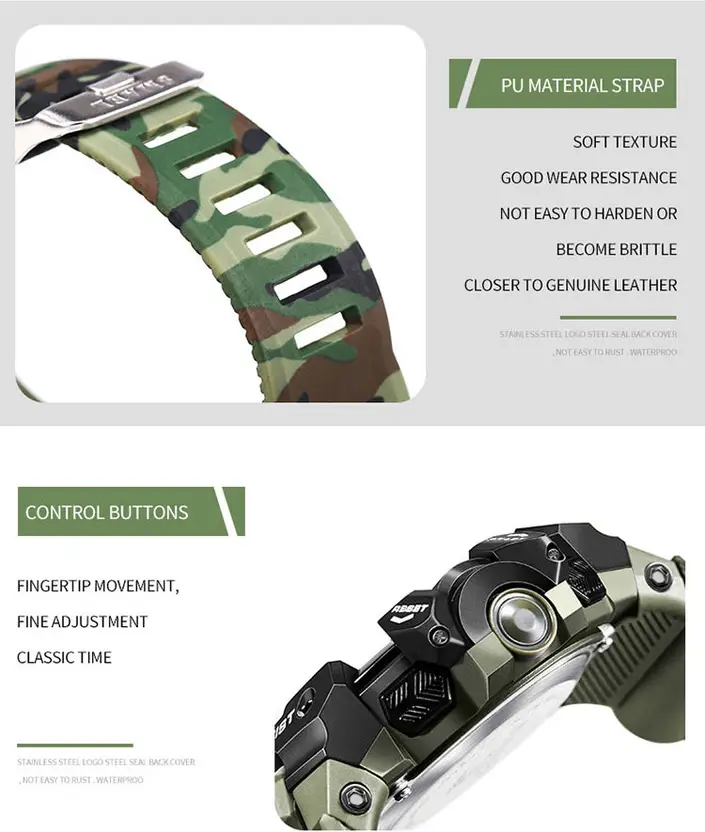 PU MATERIAL STRAP
SOFT TEXTURE
GOOD WEAR RESISTANCE
NOT EASY TO HARDEN OR
BECOME BRITTLE
CLOSER TO GENUINE LEATHER
STAINLESS STEEL LOGO STEEL SEAL BACK COVER
, NOT EASY TO RUST . WATERPROO
CONTROL BUTTONS
FINGERTIP MOVEMENT,
FINE ADJUSTMENT
CLASSIC TIME
STAINLESS STEEL LOGO STEEL SEAL BACK COVER
, NOT EASY TO RUST . WATERPROO
RESET